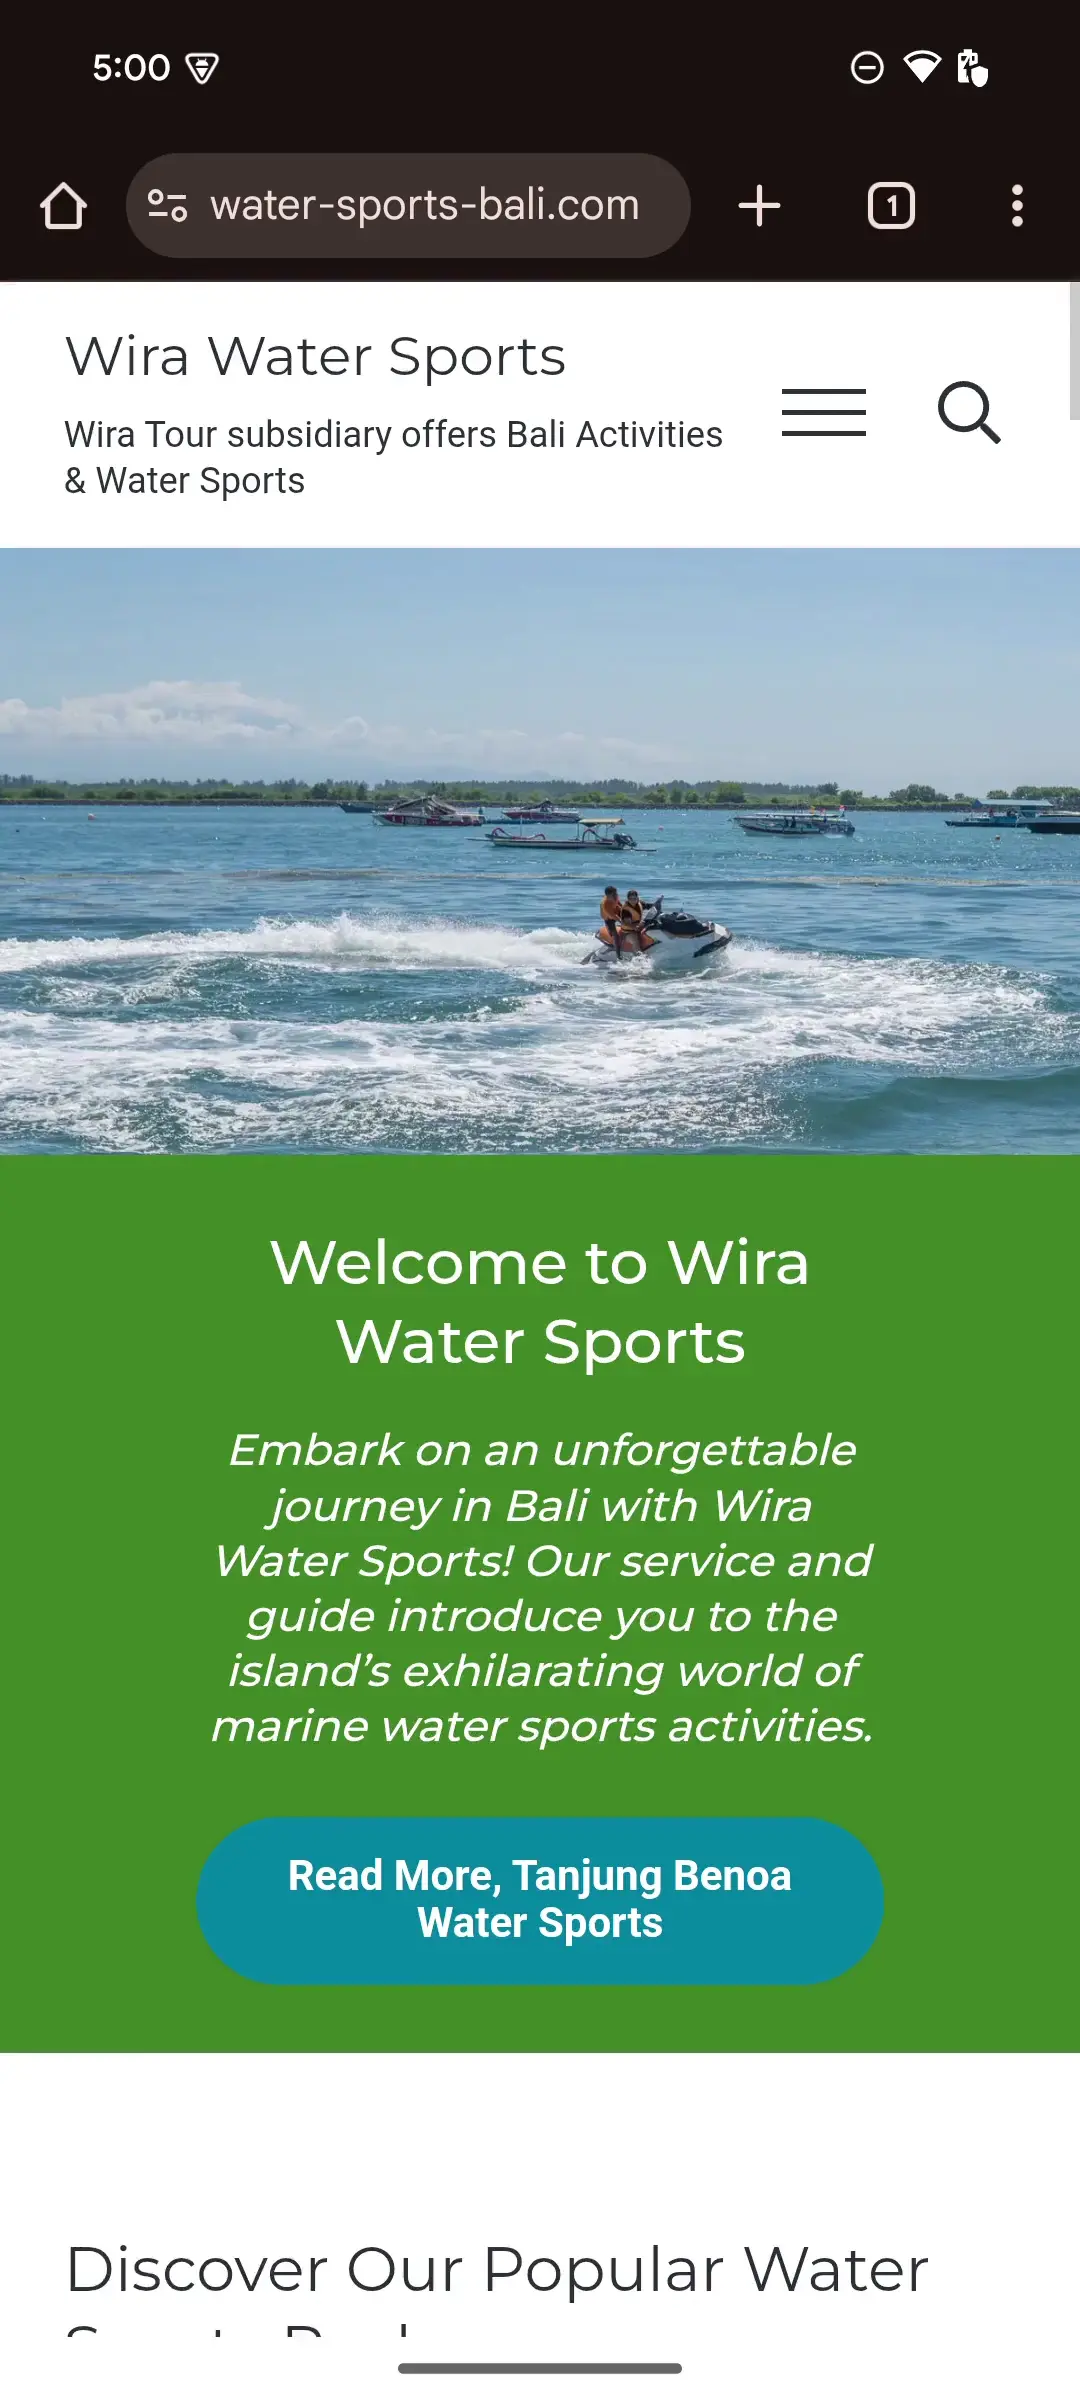 5:00
water-sports-bali.com
1
Wira Water Sports
Wira Tour subsidiary offers Bali Activities
& Water Sports
Welcome to Wira
Water Sports
Embark on an unforgettable
journey in Bali with Wira
Water Sports! Our service and
guide introduce you to the
island’s exhilarating world of
marine water sports activities.
Read More, Tanjung Benoa
Water Sports
Discover Our Popular Water